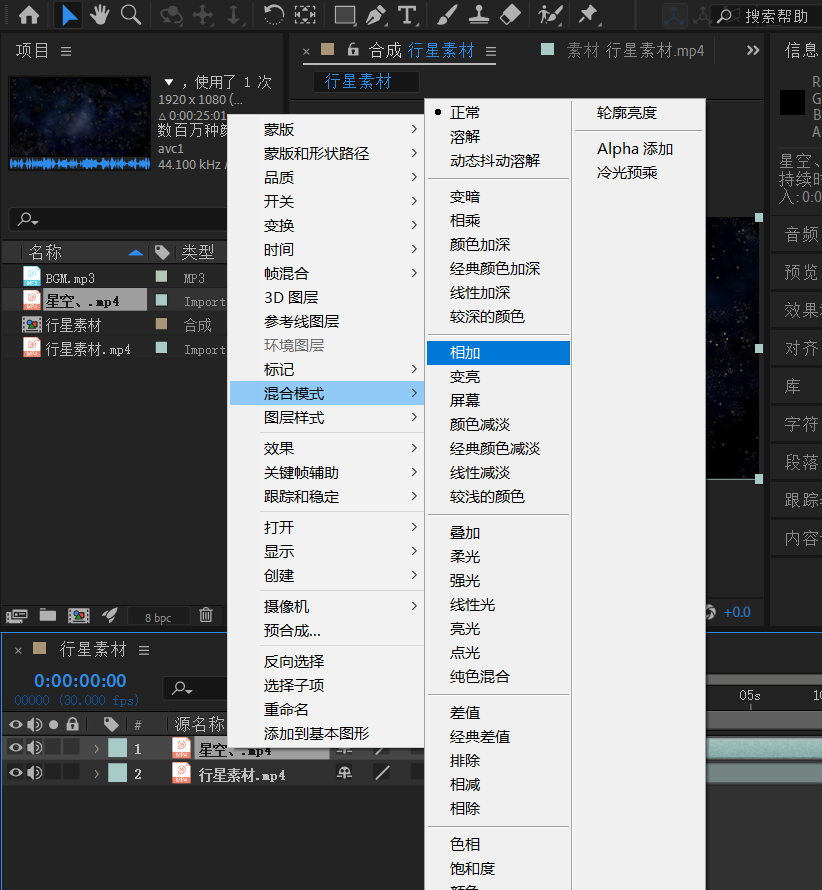 搜索帮助
项目
合成 行星素材
素材 行星素材.mp4
信息
行星素材
, 使用了 1 次
1920 x 1080 (...
△ 0:00:25:01
数百万种颜
avc1
44.100 kHz /
R
G
B
A
星空、
持续时
入: 0:0
名称
类型
BGM.mp3
MP3
星空、.mp4
Import
行星素材
合成
行星素材.mp4
Import
8 bpc
蒙版
蒙版和形状路径
品质
开关
变换
时间
帧混合
3D 图层
参考线图层
环境图层
标记
混合模式
图层样式
效果
关键帧辅助
跟踪和稳定
打开
显示
创建
摄像机
预合成...
反向选择
选择子项
重命名
添加到基本图形
正常
溶解
动态抖动溶解
变暗
相乘
颜色加深
经典颜色加深
线性加深
较深的颜色
相加
变亮
屏幕
颜色减淡
经典颜色减淡
线性减淡
较浅的颜色
叠加
柔光
强光
线性光
亮光
点光
纯色混合
差值
经典差值
排除
相减
相除
色相
饱和度
颜色
轮廓亮度
Alpha 添加
冷光预乘
音频
预览
效果
对齐
库
字符
段落
跟踪
内容
+0.0
行星素材
0:00:00:00
00000 (30.000 fps)
#
源名称
05s
10
1
星空、.mp4
2
行星素材.mp4